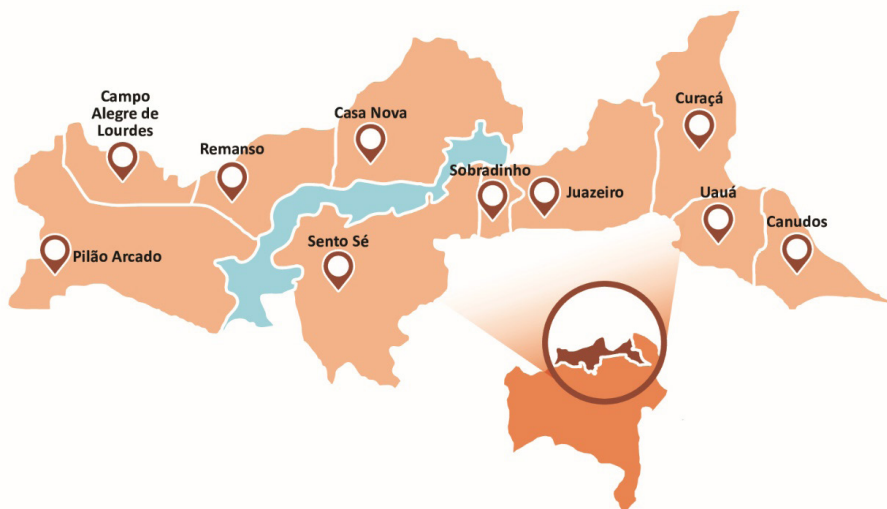 Campo
Alegre de
Lourdes
Remanso
Casa Nova
Curaçá
Sobradinho
Juazeiro
Uauá
Canudos
Sento Sé
Pilão Arcado